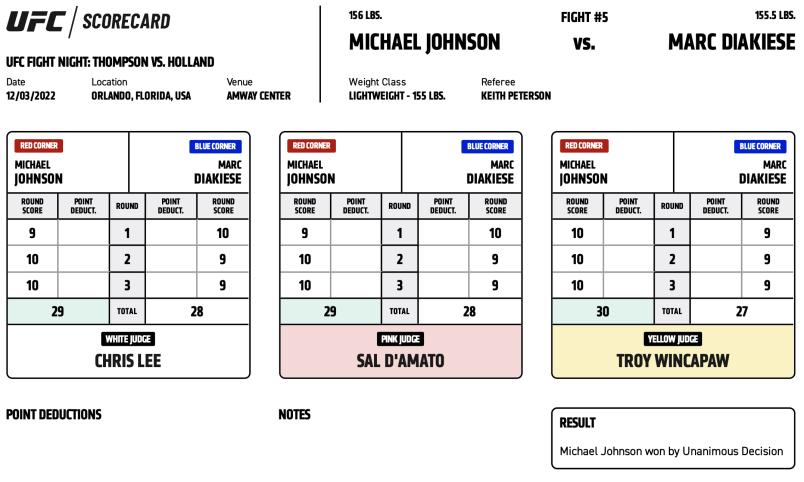 UFC / SCORECARD
UFC FIGHT NIGHT: THOMPSON VS. HOLLAND
Date Location Venue
12/03/2022 ORLANDO, FLORIDA, USA AMWAY CENTER
156 LBS. FIGHT #5 155.5 LBS.
MICHAEL JOHNSON VS. MARC DIAKIESE
Weight Class Referee
LIGHTWEIGHT - 155 LBS. KEITH PETERSON
RED CORNER BLUE CORNER
MICHAEL MARC
JOHNSON DIAKIESE
ROUND POINT ROUND POINT ROUND
SCORE DEDUCT. DEDUCT. SCORE
9 1 10
10 2 9
10 3 9
29 TOTAL 28
WHITE JUDGE
CHRIS LEE
RED CORNER BLUE CORNER
MICHAEL MARC
JOHNSON DIAKIESE
ROUND POINT ROUND POINT ROUND
SCORE DEDUCT. DEDUCT. SCORE
9 1 10
10 2 9
10 3 9
29 TOTAL 28
PINK JUDGE
SAL D'AMATO
RED CORNER BLUE CORNER
MICHAEL MARC
JOHNSON DIAKIESE
ROUND POINT ROUND POINT ROUND
SCORE DEDUCT. DEDUCT. SCORE
10 1 9
10 2 9
10 3 9
30 TOTAL 27
YELLOW JUDGE
TROY WINCAPAW
POINT DEDUCTIONS
NOTES
RESULT
Michael Johnson won by Unanimous Decision